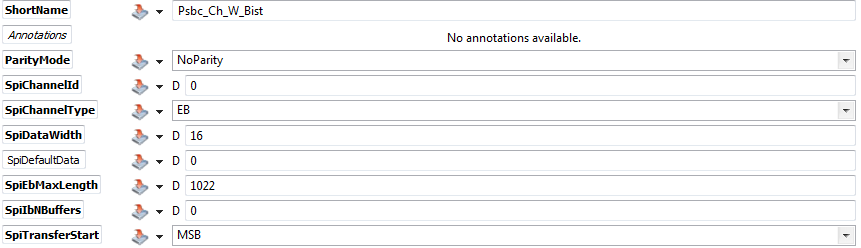 ShortName Psbc_Ch_W_Bist
Annotations No annotations available.
ParityMode NoParity
SpiChannelId D 0
SpiChannelType EB
SpiDataWidth D 16
SpiDefaultData D 0
SpiEbMaxLength D 1022
SpiIbNBuffers D 0
SpiTransferStart MSB